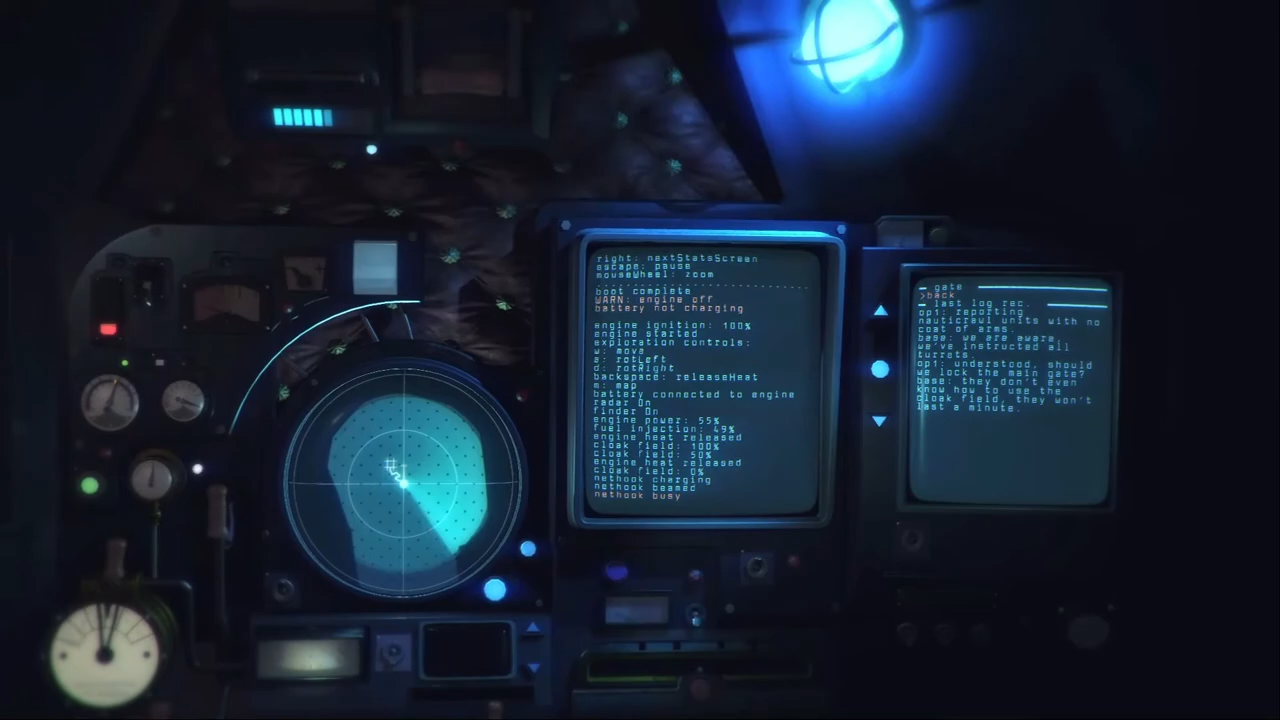 right: nextStatsScreen
escape: pause
mouseWheel: zoom
boot complete
WARN: engine off
battery not charging
engine ignition: 100%
engine started
exploration controls:
w: move
a: rotLeft
d: rotRight
backspace: releaseHeat
m: map
battery connected to engine
radar On
finder On
engine power: 55%
fuel injection: 49%
engine heat released
cloak field: 100%
cloak field: 50%
engine heat released
cloak field: 0%
nethook charging
nethook beamed
nethook busy
gate
>back
last log rec.
op1: reporting
nauticrawl units with no
coat of arms.
base: we are aware,
we've instructed all
turrets.
op1: understood, should
we lock the main gate?
base: they don't even
know how to use the
cloak field, they won't
last a minute.